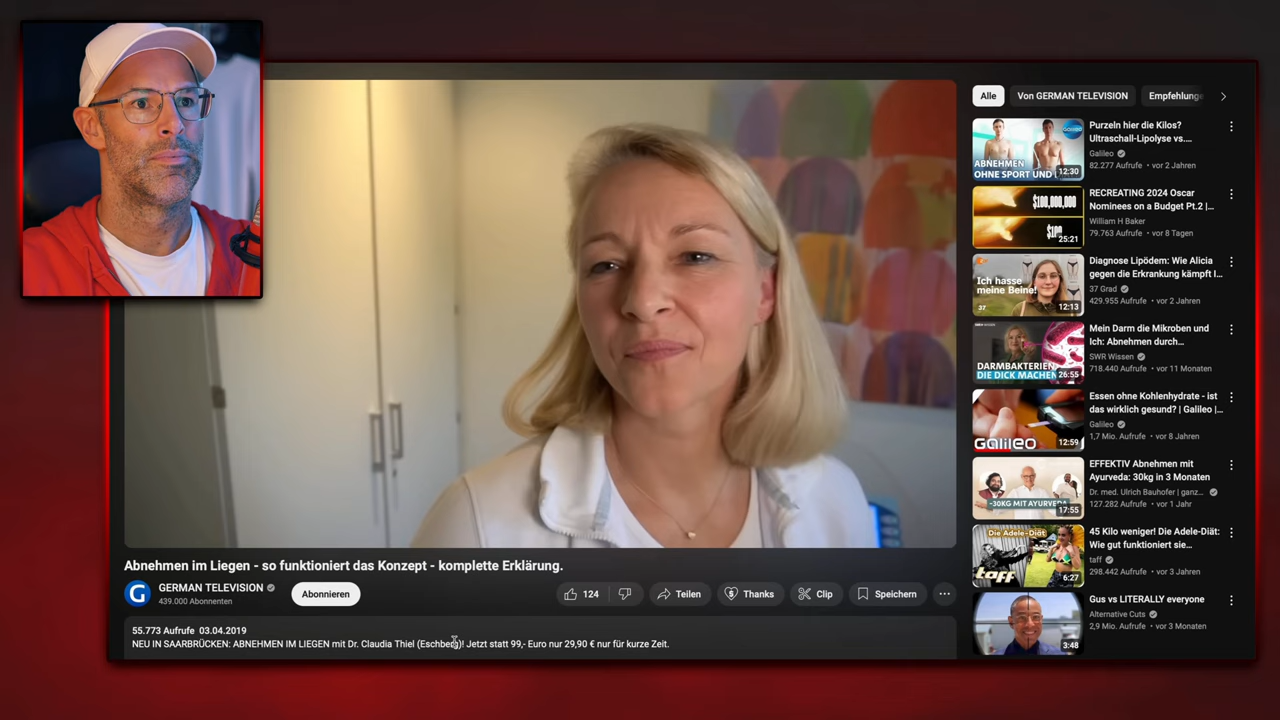 Abnehmen im Liegen - so funktioniert das Konzept - komplette Erklärung.
GERMAN TELEVISION
439.000 Abonnenten
Abonnieren
124
Teilen
Thanks
Clip
Speichern
55.773 Aufrufe 03.04.2019
NEU IN SAARBRÜCKEN: ABNEHMEN IM LIEGEN mit Dr. Claudia Thiel (Eschberg)! Jetzt statt 99,- Euro nur 29,90 € nur für kurze Zeit.
Alle
Von GERMAN TELEVISION
Empfehlung
ABNEHMEN
OHNE SPORT UND
12:30
Purzeln hier die Kilos?
Ultraschall-Lipolyse vs....
Galileo
82.277 Aufrufe • vor 2 Jahren
$100,000,000
25:21
RECREATING 2024 Oscar
Nominees on a Budget Pt.2 |...
William H Baker
79.763 Aufrufe • vor 8 Tagen
Ich hasse
meine Beine!
37
12:13
Diagnose Lipödem: Wie Alicia
gegen die Erkrankung kämpft I...
37 Grad
429.955 Aufrufe • vor 2 Jahren
DARMBAKTERIEN
DIE DICK MACHEN
26:55
Mein Darm die Mikroben und
Ich: Abnehmen durch...
SWR Wissen
718.440 Aufrufe • vor 11 Monaten
GALILEO
12:59
Essen ohne Kohlenhydrate - ist
das wirklich gesund? | Galileo |...
Galileo
1,7 Mio. Aufrufe • vor 8 Jahren
-30KG MIT AYURVEDA
17:55
EFFEKTIV Abnehmen mit
Ayurveda: 30kg in 3 Monaten
Dr. med. Ulrich Bauhofer | ganz...
127.282 Aufrufe • vor 1 Jahr
Die Adele-Diät
taff
6:27
45 Kilo weniger! Die Adele-Diät:
Wie gut funktioniert sie...
taff
298.442 Aufrufe • vor 3 Jahren
3:48
Gus vs LITERALLY everyone
Alternative Cuts
2,9 Mio. Aufrufe • vor 3 Monaten